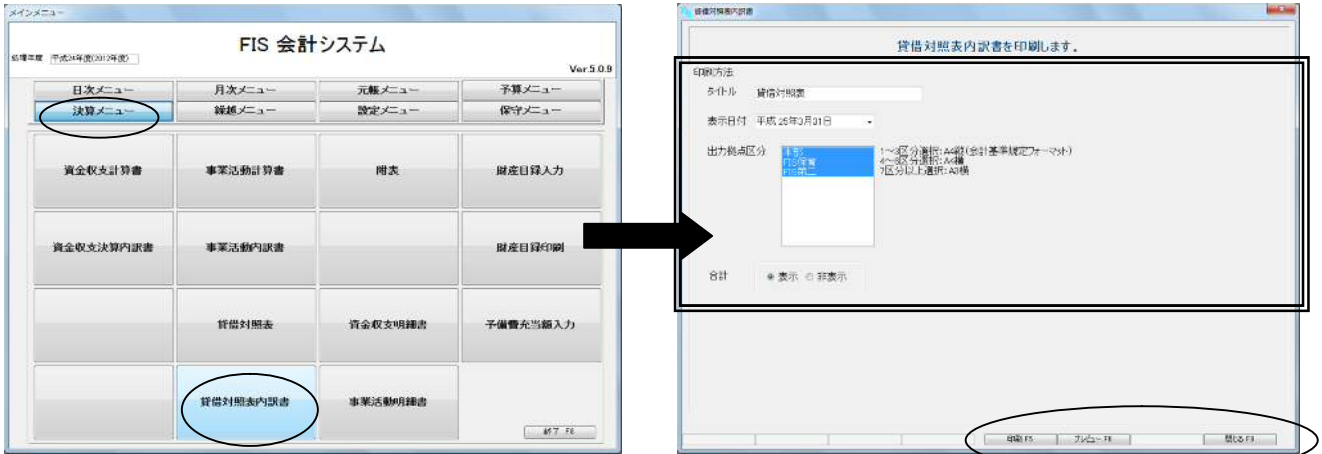 メインメニュー
FIS 会計システム
処理年度 平成24年度(2012年度)
Ver.5.0.9
日次メニュー 月次メニュー 元帳メニュー 予算メニュー
決算メニュー 繰越メニュー 設定メニュー 保守メニュー
資金収支計算書 事業活動計算書 附表 財産目録入力
資金収支決算内訳書 事業活動内訳書 財産目録印刷
貸借対照表 資金収支明細書 予備費充当額入力
貸借対照表内訳書 事業活動明細書
終了 F8
貸借対照表内訳書
貸借対照表内訳書を印刷します.
印刷方法
タイトル 貸借対照表
表示日付 平成 25年3月31日
出力拠点区分 本部 1~3区分選択:A4縦(会計基準規定フォーマット)
FIS保育 4~6区分選択:A4横
FIS第二 7区分以上選択:A3横
合計 表示 非表示
印刷 F5 プレビュー F8 閉じる F9